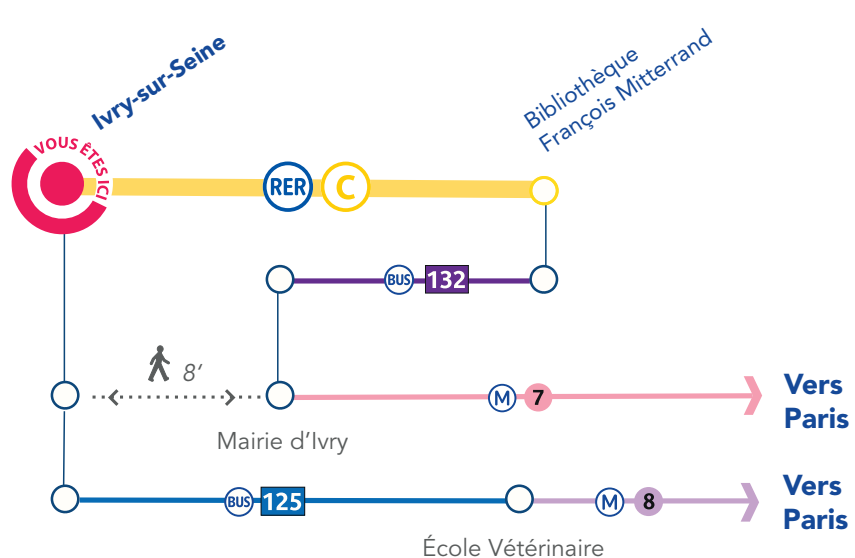 Ivry-sur-Seine
Bibliothèque
François Mitterrand
VOUS ÊTES ICI
RER C
BUS 132
8’
M 7
Vers
Paris
Mairie d’Ivry
BUS 125
M 8
Vers
Paris
École Vétérinaire